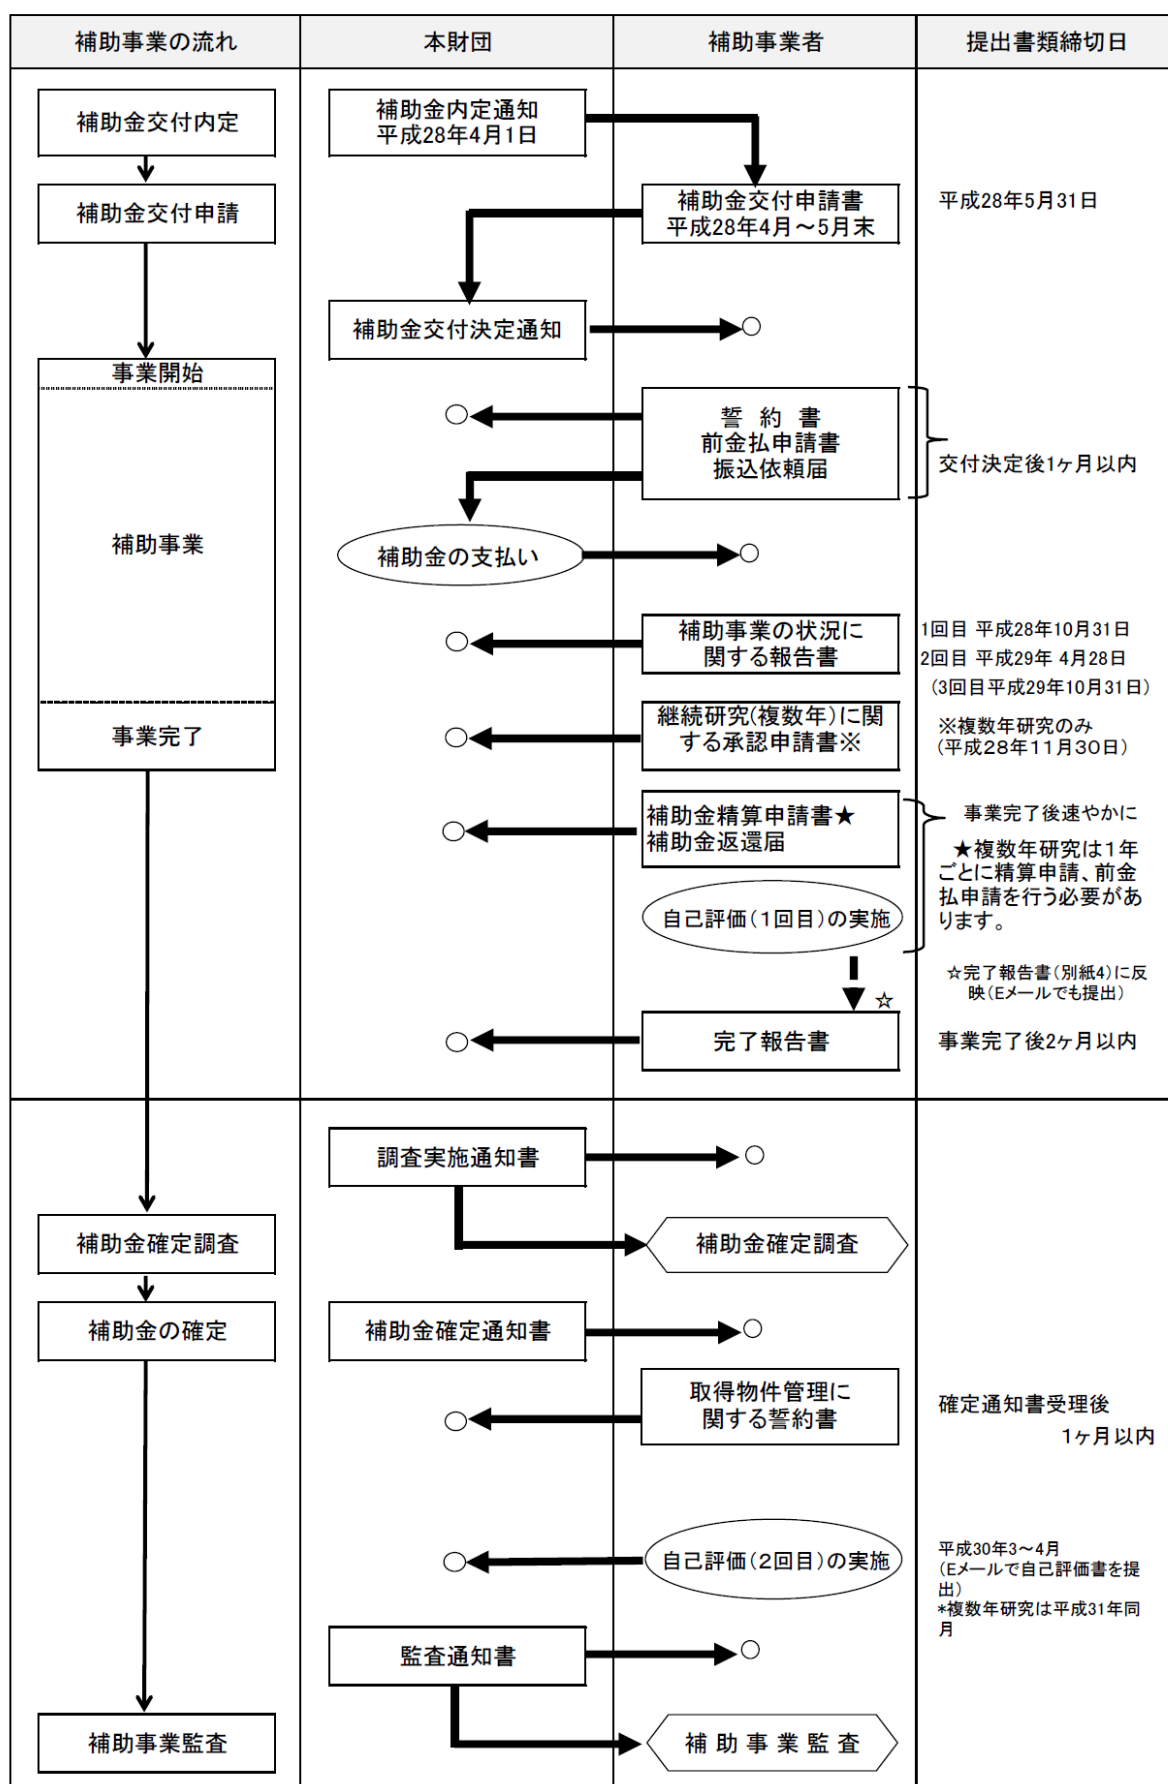 補助事業の流れ
本財団
補助事業者
提出書類締切日
補助金交付内定
補助金内定通知
平成28年4月1日
補助金交付申請
補助金交付申請書
平成28年4月～5月末
平成28年5月31日
補助金交付決定通知
○
事業開始
○
誓 約 書
前金払申請書
振込依頼届
交付決定後1ヶ月以内
補助事業
補助金の支払い
○
○
補助事業の状況に
関する報告書
1回目 平成28年10月31日
2回目 平成29年 4月28日
(3回目平成29年10月31日)
事業完了
○
継続研究(複数年)に関
する承認申請書※
※複数年研究のみ
(平成28年11月30日)
○
補助金精算申請書★
補助金返還届
事業完了後速やかに
★複数年研究は1年
ごとに精算申請、前金
払申請を行う必要があ
ります。
自己評価(1回目)の実施
☆
☆完了報告書(別紙4)に反
映(Eメールでも提出)
○
完了報告書
事業完了後2ヶ月以内
調査実施通知書
○
補助金確定調査
補助金確定調査
補助金の確定
補助金確定通知書
○
○
取得物件管理に
関する誓約書
確定通知書受理後
1ヶ月以内
○
自己評価(2回目)の実施
平成30年3～4月
(Eメールで自己評価書を提
出)
*複数年研究は平成31年同
月
監査通知書
○
補助事業監査
補 助 事 業 監 査